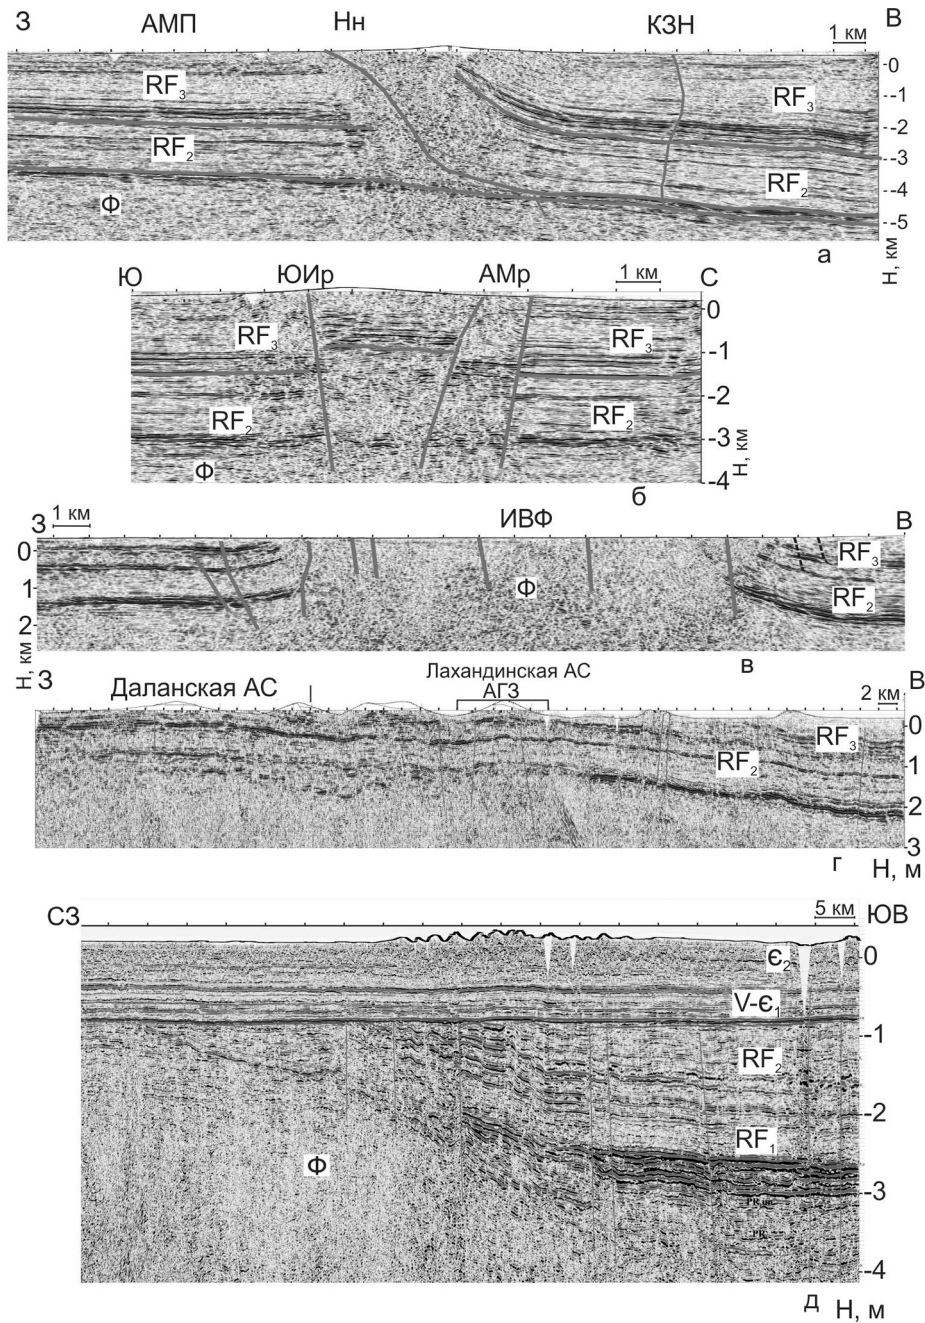 З АМП Нн КЗН В
1 км
RF₃ RF₃
RF₂ RF₂
Ф
0
-1
-2
-3
-4
-5
Н, км
а
Ю ЮИр АМр 1 км С
RF₃ RF₃
RF₂ RF₂
Ф
0
-1
-2
-3
-4
Н, км
б
З 1 км ИВФ В
0
1
2
Н, км
Ф
RF₃
RF₂
в
З Даланская АС Лахандинская АС В
АГЗ
2 км
RF₃
RF₂
0
1
2
3
г Н, м
СЗ 5 км ЮВ
Є₂
V-Є₁
RF₂
RF₁
Ф
0
-1
-2
-3
-4
д Н, м